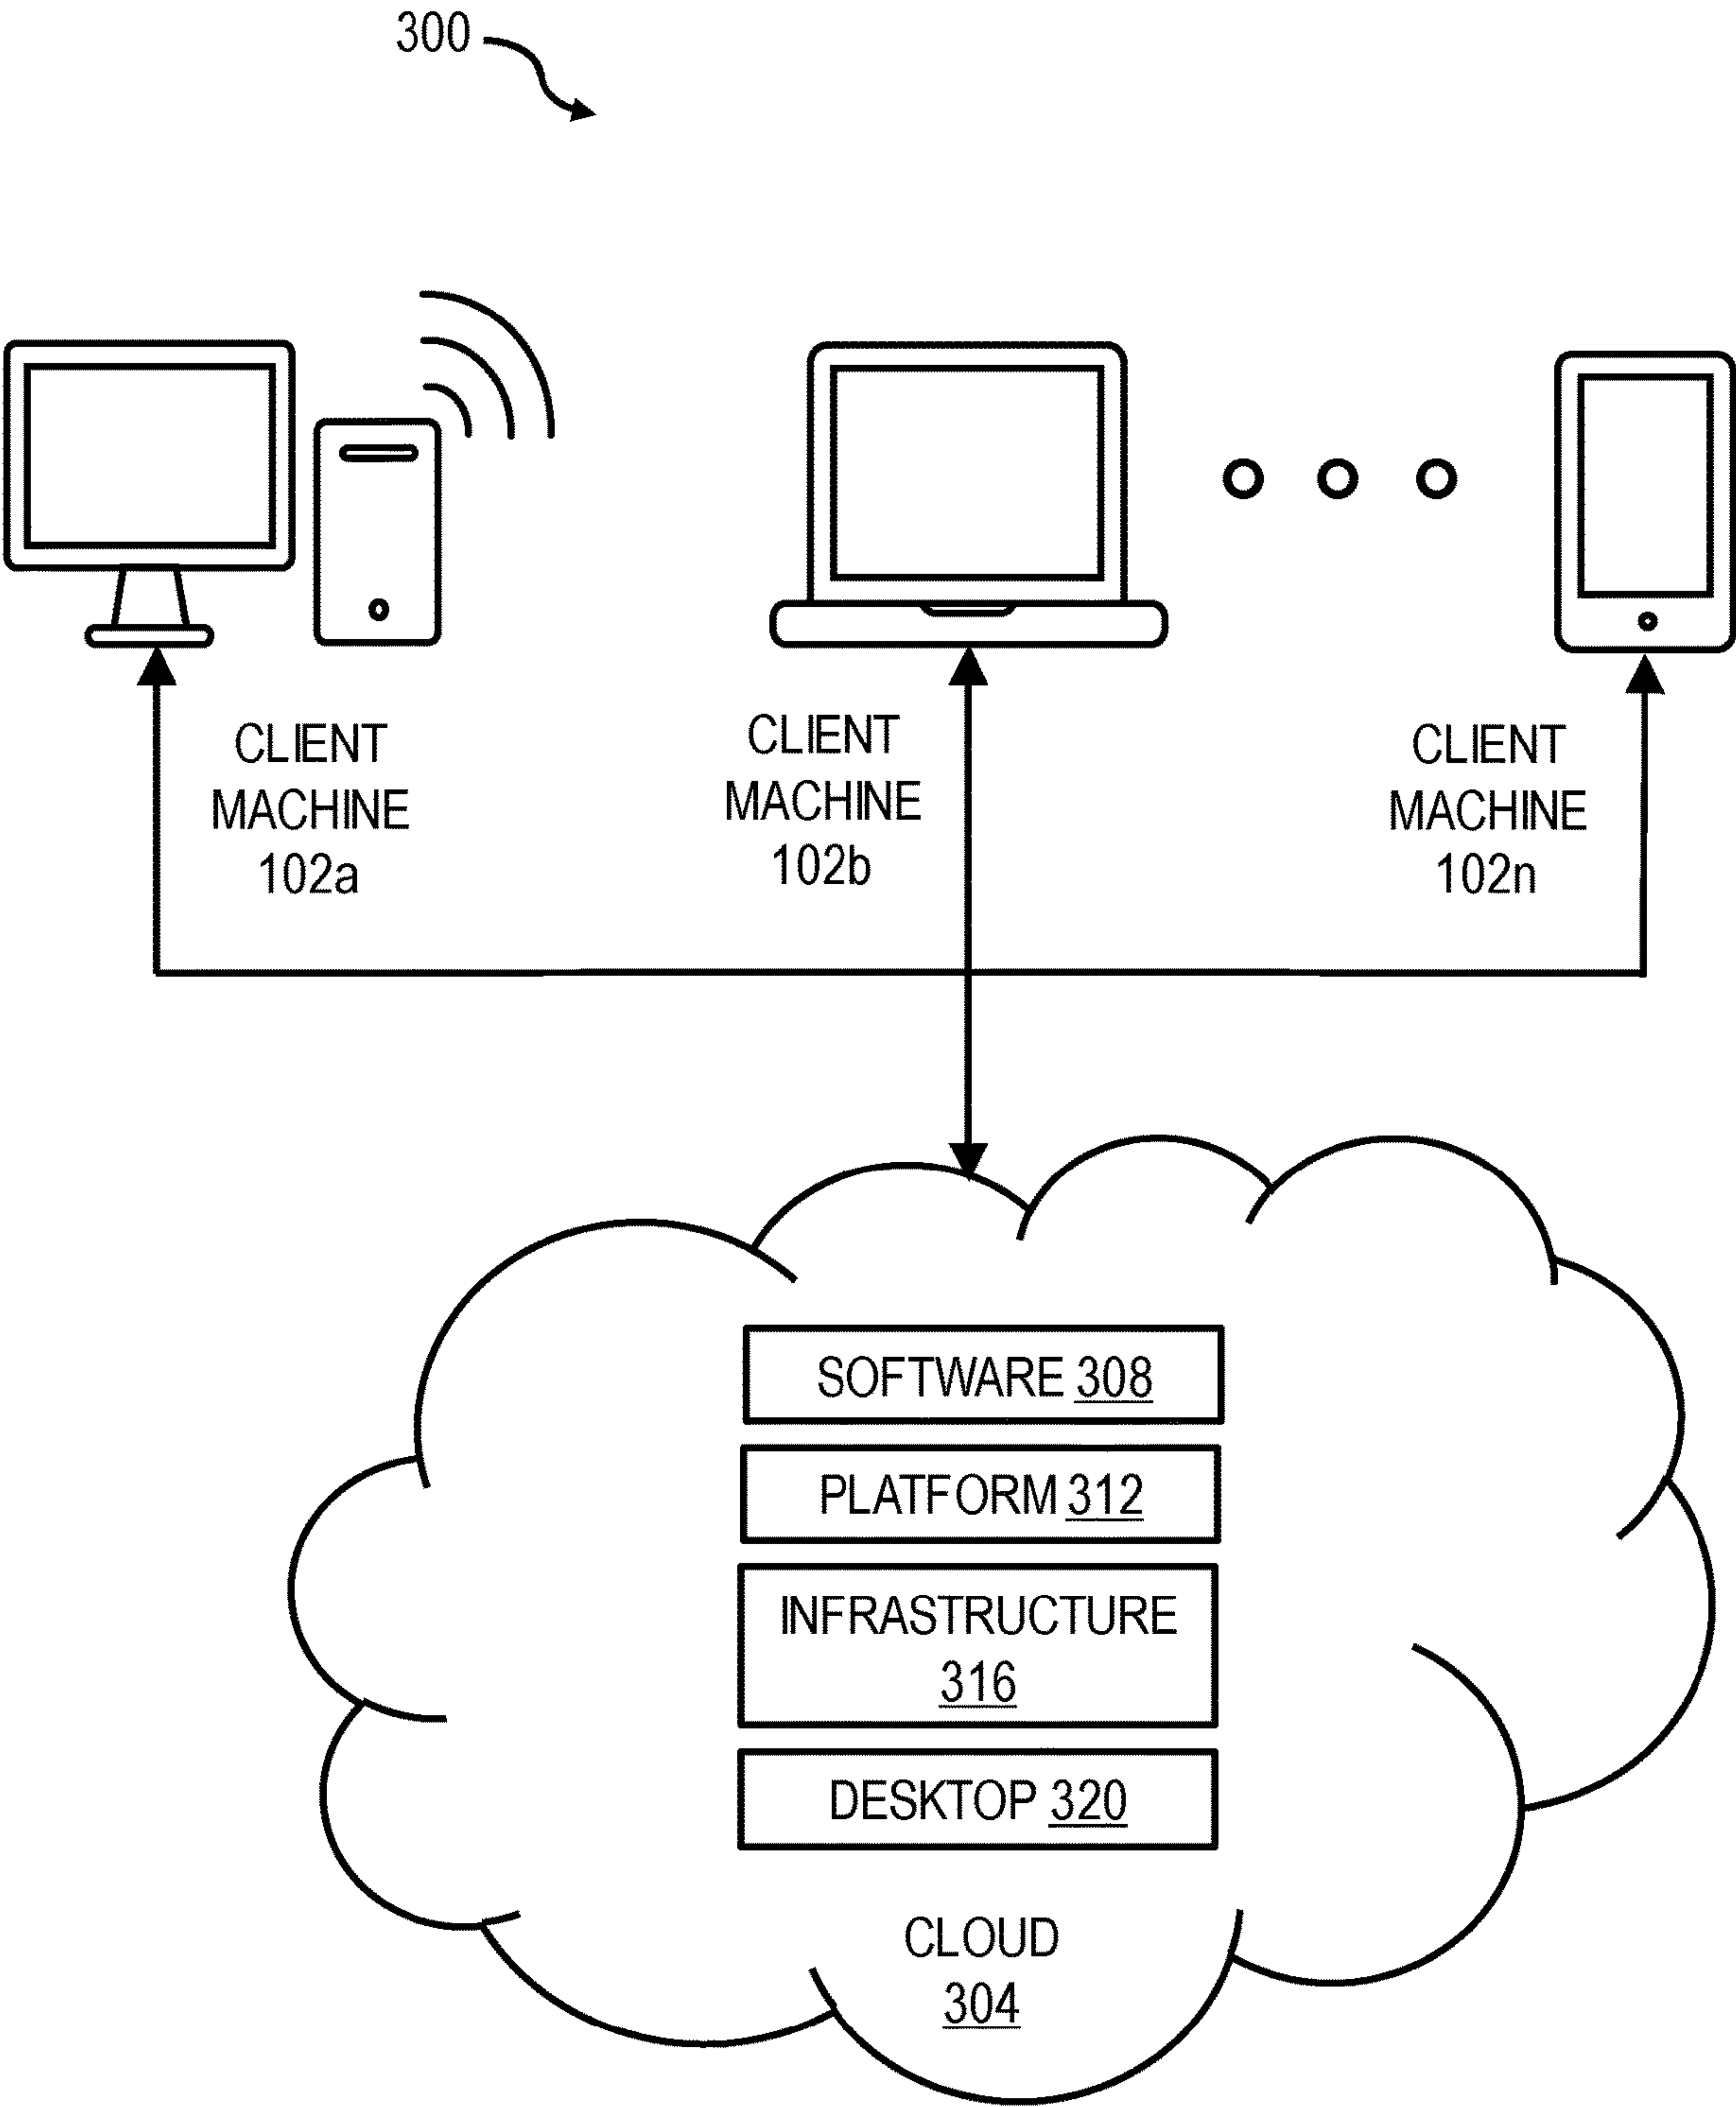 300
CLIENT
MACHINE
102a
CLIENT
MACHINE
102b
CLIENT
MACHINE
102n
SOFTWARE 308
PLATFORM 312
INFRASTRUCTURE
316
DESKTOP 320
CLOUD
304